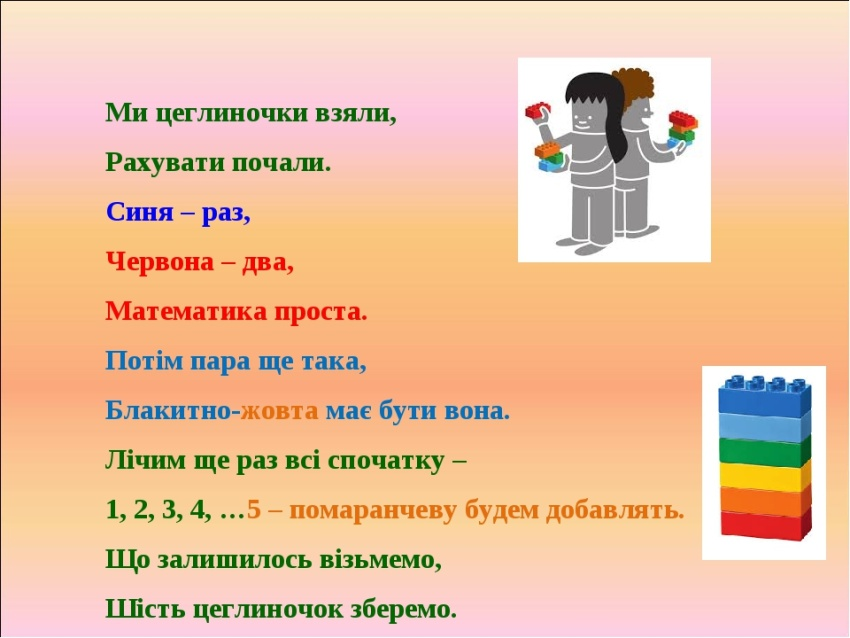 Ми цеглиночки взяли,
Рахувати почали.
Синя – раз,
Червона – два,
Математика проста.
Потім пара ще така,
Блакитно-жовта має бути вона.
Лічим ще раз всі спочатку –
1, 2, 3, 4, …5 – помаранчеву будем добавлять.
Що залишилось візьмемо,
Шість цеглиночок зберемо.